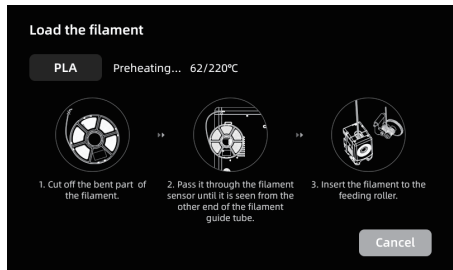 Load the filament
PLA Preheating... 62/220℃
1. Cut off the bent part of
the filament.
2. Pass it through the filament
sensor until it is seen from the
other end of the filament
guide tube.
3. Insert the filament to the
feeding roller.
Cancel